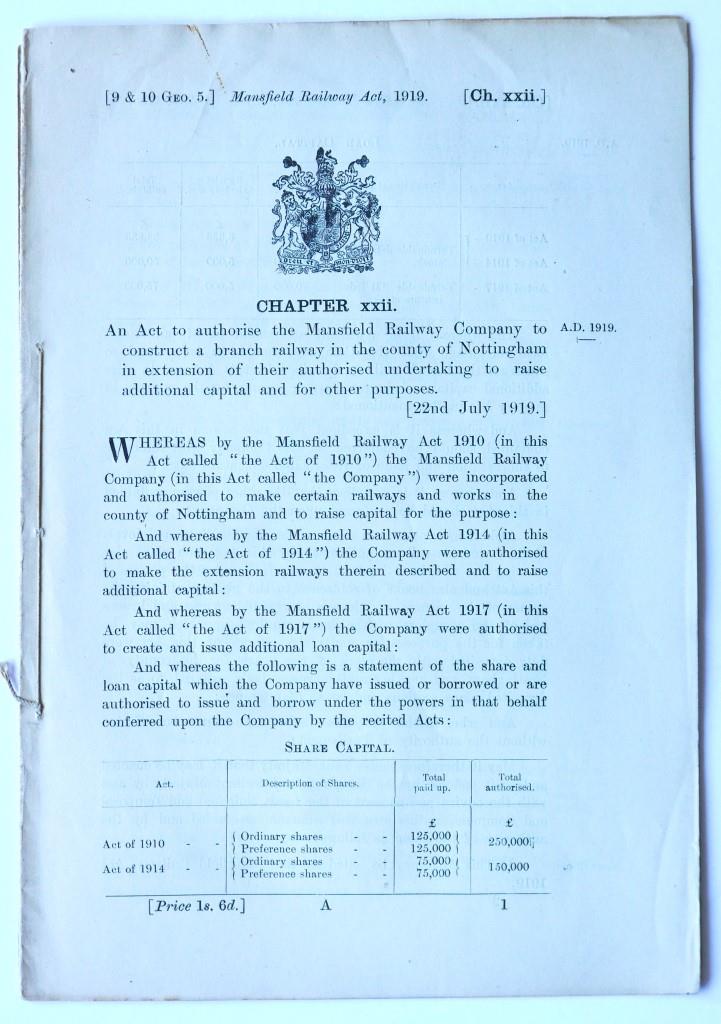 [9 & 10 GEO. 5.] Mansfield Railway Act, 1919. [Ch. xxii.]
DIEU ET MON DROIT
CHAPTER xxii.
An Act to authorise the Mansfield Railway Company to A.D. 1919.
construct a branch railway in the county of Nottingham
in extension of their authorised undertaking to raise
additional capital and for other purposes.
[22nd July 1919.]
WHEREAS by the Mansfield Railway Act 1910 (in this
Act called "the Act of 1910") the Mansfield Railway
Company (in this Act called "the Company") were incorporated
and authorised to make certain railways and works in the
county of Nottingham and to raise capital for the purpose:
And whereas by the Mansfield Railway Act 1914 (in this
Act called "the Act of 1914") the Company were authorised
to make the extension railways therein described and to raise
additional capital:
And whereas by the Mansfield Railway Act 1917 (in this
Act called "the Act of 1917") the Company were authorised
to create and issue additional loan capital:
And whereas the following is a statement of the share and
loan capital which the Company have issued or borrowed or are
authorised to issue and borrow under the powers in that behalf
conferred upon the Company by the recited Acts:
SHARE CAPITAL.
Act. Description of Shares. Total paid up. Total authorised.
£ £
Act of 1910 - - { Ordinary shares - - 125,000 } 250,000
{ Preference shares - - 125,000 }
Act of 1914 - - { Ordinary shares - - 75,000 } 150,000
{ Preference shares - - 75,000 }
[Price 1s. 6d.] A 1